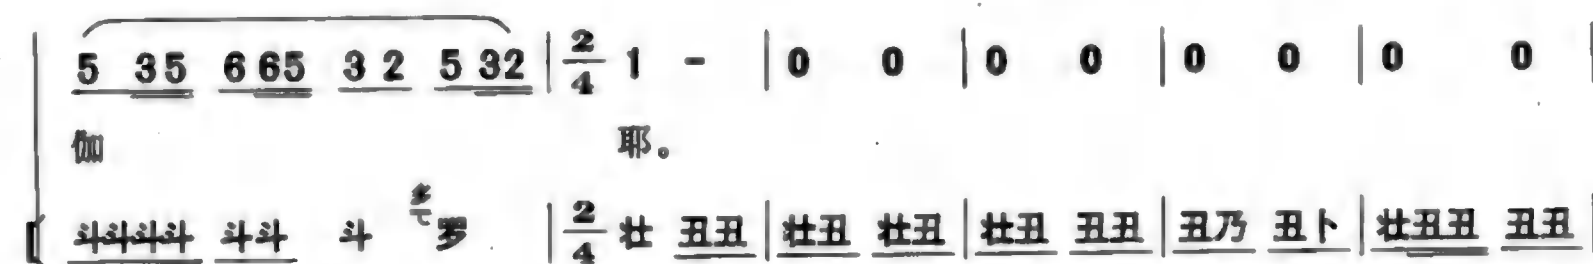 5 35 6 65 3 2 5 32 | 2/4 1 - | 0 0 | 0 0 | 0 0 | 0 0 |
伽 耶。
斗斗斗斗 斗斗 斗 罗 | 2/4 壮 丑丑 | 壮丑 壮丑 | 壮丑 丑丑 | 丑乃 丑卜 | 壮丑丑 丑丑 |